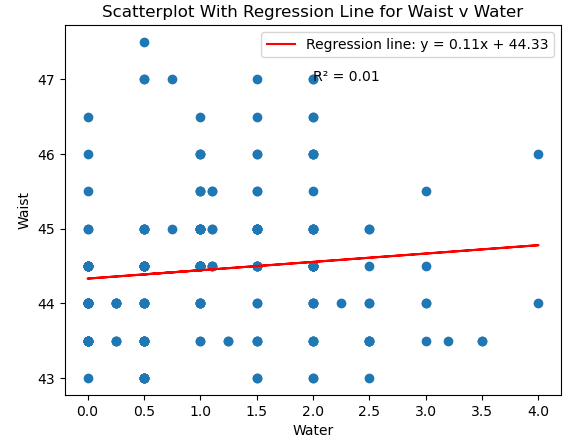 Scatterplot With Regression Line for Waist v Water
Regression line: y = 0.11x + 44.33
R² = 0.01
47
46
45
44
43
Waist
0.0 0.5 1.0 1.5 2.0 2.5 3.0 3.5 4.0
Water